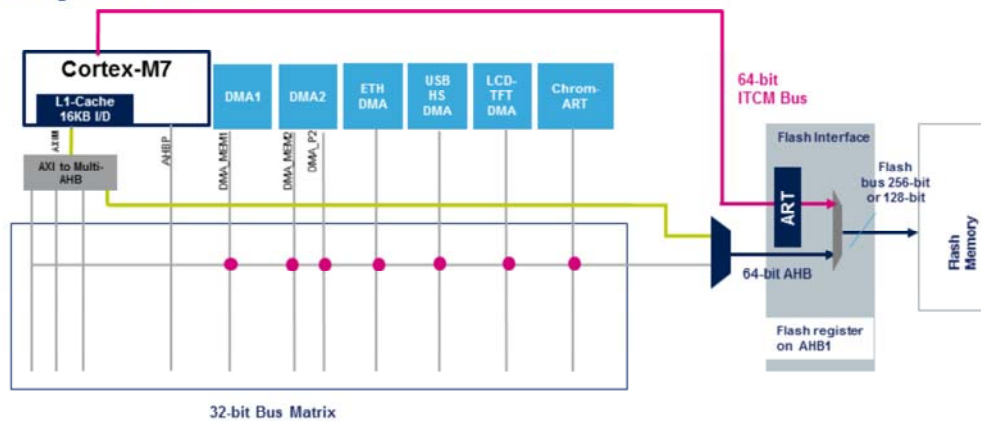 Cortex-M7
L1-Cache
16KB I/D
AXIM
AHBP
AXI to Multi-
AHB
DMA1
DMA2
ETH
DMA
USB
HS
DMA
LCD-
TFT
DMA
Chrom-
ART
DMA_MEM1
DMA_MEM2
DMA_P2
64-bit
ITCM Bus
Flash Interface
ART
Flash
bus 256-bit
or 128-bit
Flash
Memory
64-bit AHB
Flash register
on AHB1
32-bit Bus Matrix